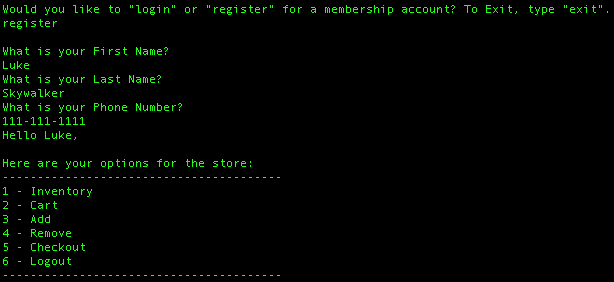 Would you like to "login" or "register" for a membership account? To Exit, type "exit".
register
What is your First Name?
Luke
What is your Last Name?
Skywalker
What is your Phone Number?
111-111-1111
Hello Luke,
Here are your options for the store:
----------------------------------------
1 - Inventory
2 - Cart
3 - Add
4 - Remove
5 - Checkout
6 - Logout
----------------------------------------